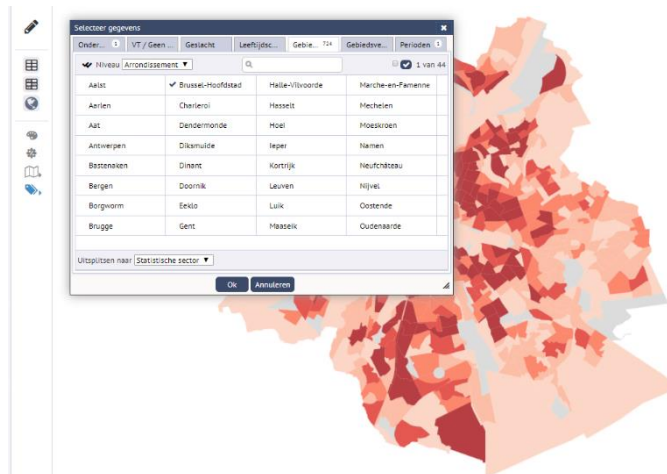 Selecteer gegevens
Onder... 1 VT / Geen ... Geslacht Leeftijdsc... Gebie... 724 Gebiedsve... Perioden 1
Niveau Arrondissement ▼ 1 van 44
Aalst Brussel-Hoofdstad Halle-Vilvoorde Marche-en-Famenne
Aarlen Charleroi Hasselt Mechelen
Aat Dendermonde Hoei Moeskroen
Antwerpen Diksmuide Ieper Namen
Bastenaken Dinant Kortrijk Neufchâteau
Bergen Doornik Leuven Nijvel
Borgworm Eeklo Luik Oostende
Brugge Gent Maaseik Oudenaarde
Uitsplitsen naar Statistische sector ▼
Ok Annuleren